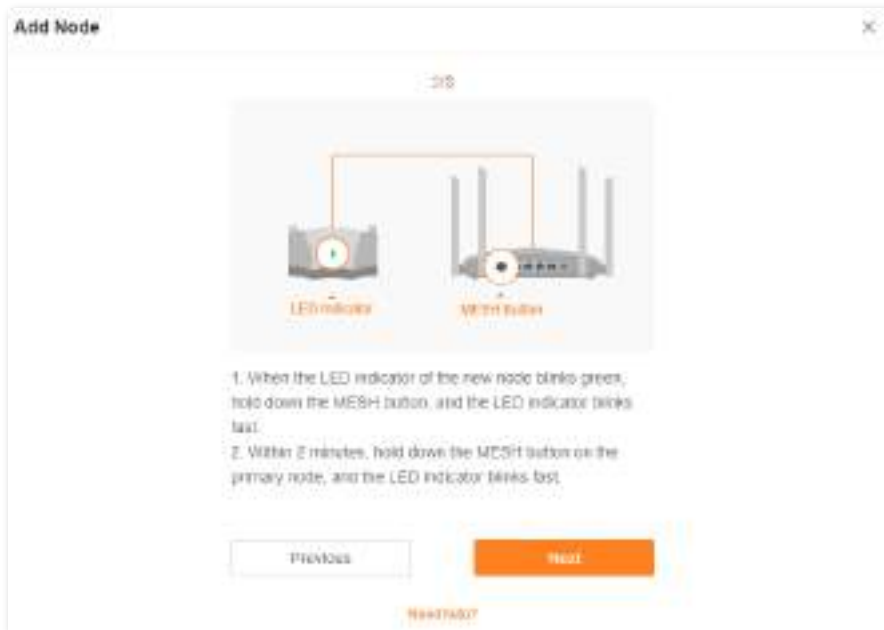 Add Node
LED indicator
MESH button
1. When the LED indicator of the new node blinks green,
hold down the MESH button, and the LED indicator blinks
fast.
2. Within 2 minutes, hold down the MESH button on the
primary node, and the LED indicator blinks fast.
Previous
Next
Need help?